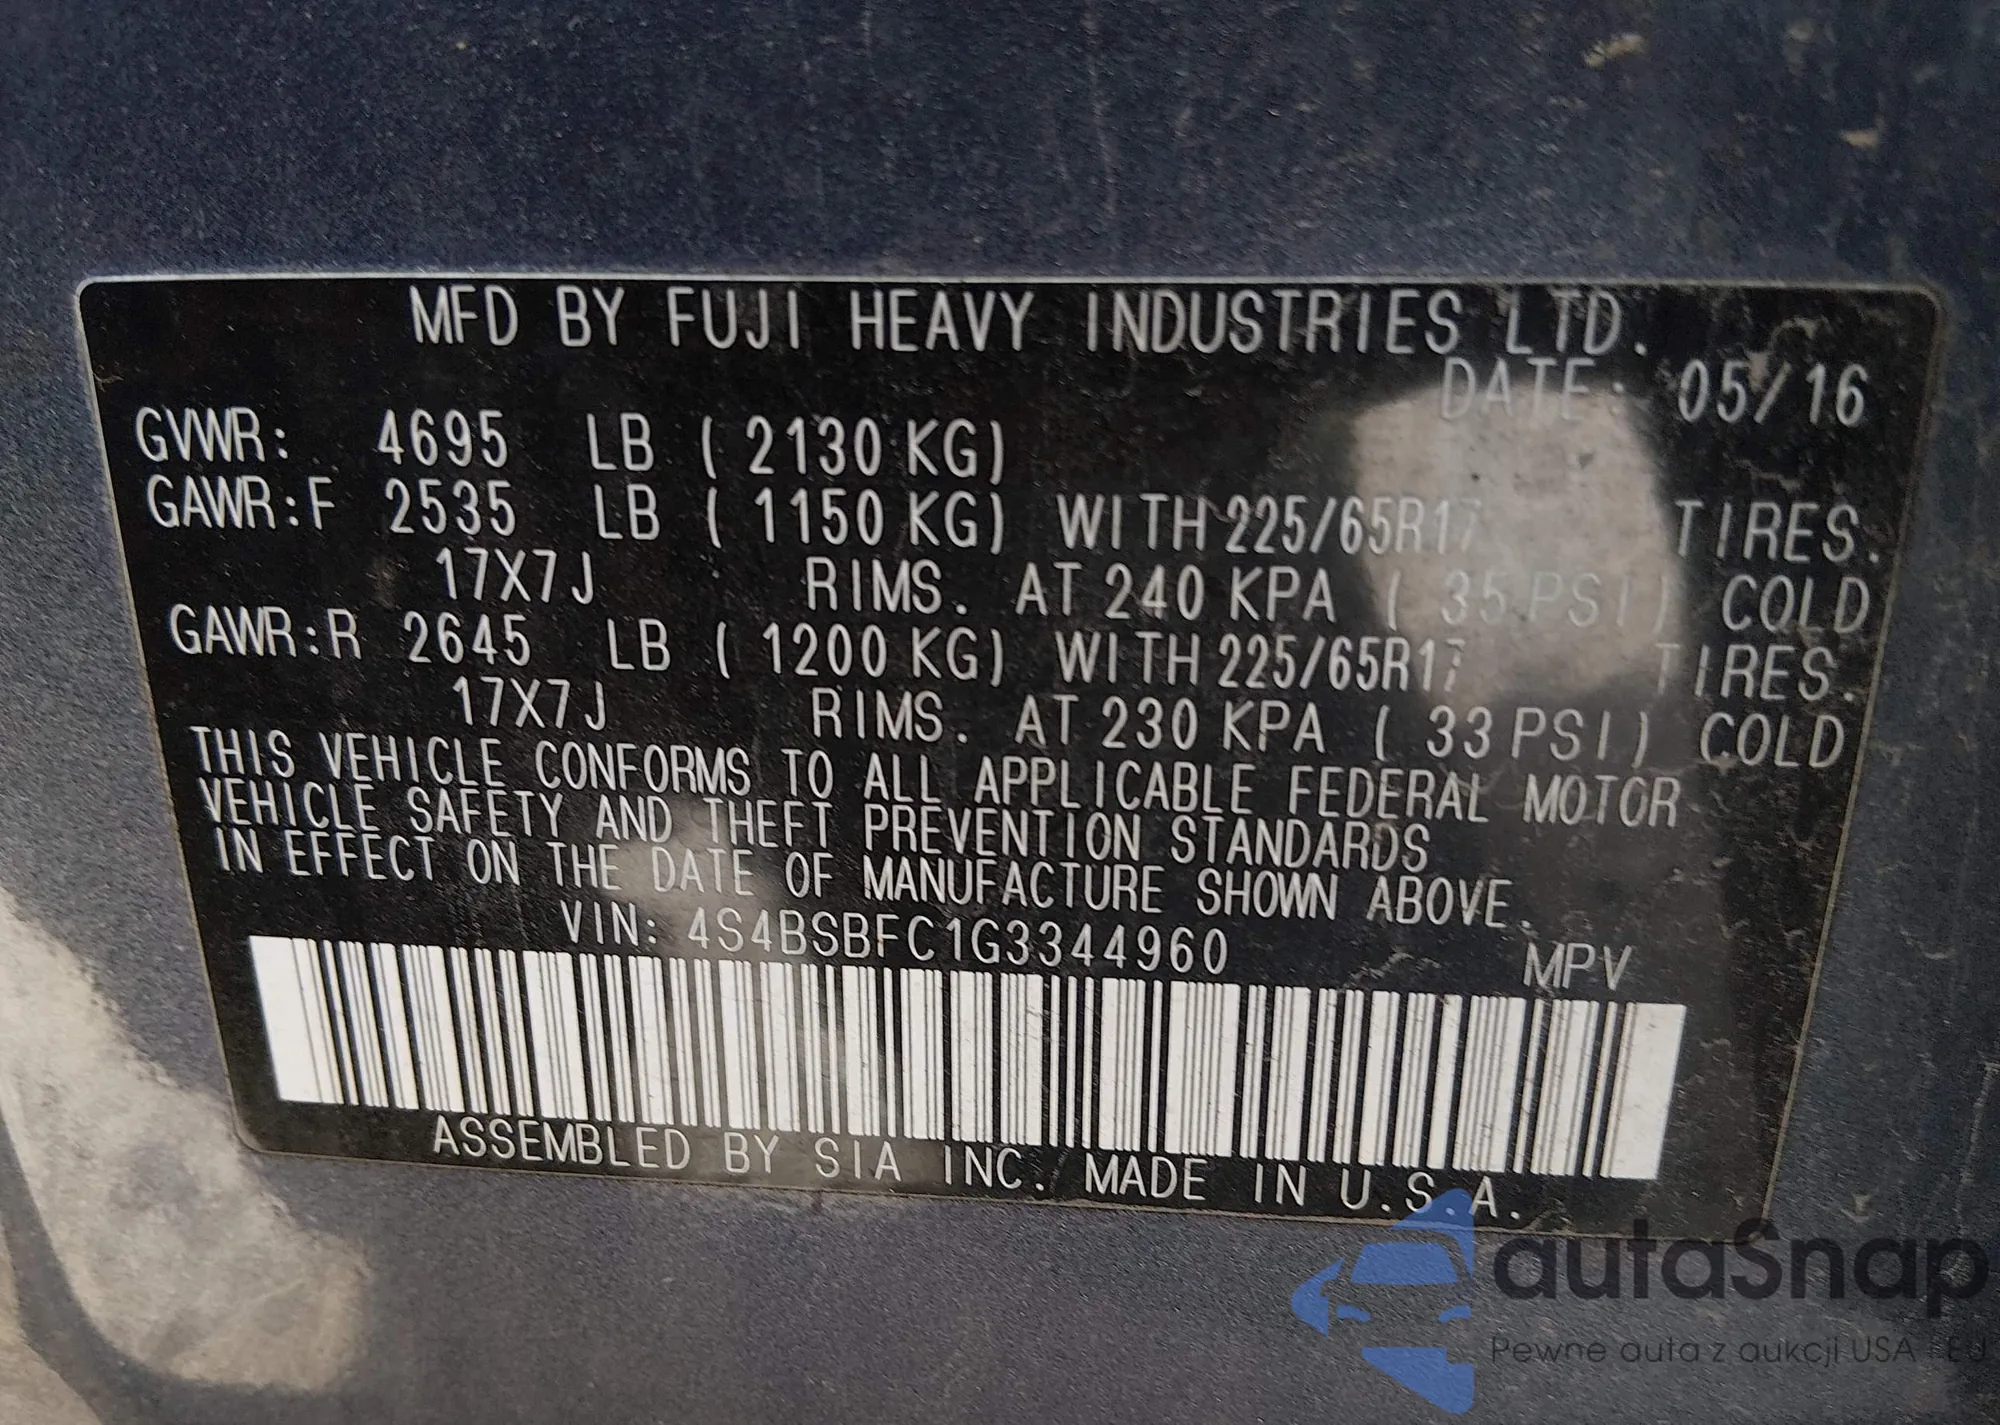 MFD BY FUJI HEAVY INDUSTRIES LTD.
DATE: 05/16
GVWR: 4695 LB ( 2130 KG)
GAWR:F 2535 LB ( 1150 KG) WITH 225/65R17 TIRES.
17X7J RIMS. AT 240 KPA ( 35 PSI) COLD
GAWR:R 2645 LB ( 1200 KG) WITH 225/65R17 TIRES.
17X7J RIMS. AT 230 KPA ( 33 PSI) COLD
THIS VEHICLE CONFORMS TO ALL APPLICABLE FEDERAL MOTOR
VEHICLE SAFETY AND THEFT PREVENTION STANDARDS
IN EFFECT ON THE DATE OF MANUFACTURE SHOWN ABOVE.
VIN: 4S4BSBFC1G3344960 MPV
ASSEMBLED BY SIA INC. MADE IN U.S.A.
autaSnap
Pewne auta z aukcji USA i EU